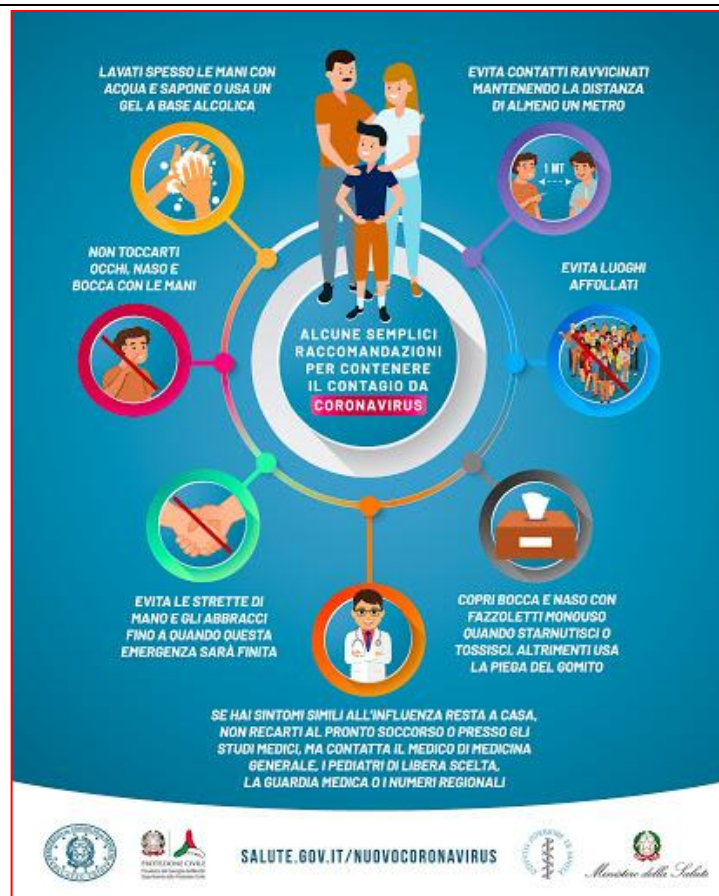 LAVATI SPESSO LE MANI CON
ACQUA E SAPONE O USA UN
GEL A BASE ALCOLICA
EVITA CONTATTI RAVVICINATI
MANTENENDO LA DISTANZA
DI ALMENO UN METRO
1 MT
NON TOCCARTI
OCCHI, NASO E
BOCCA CON LE MANI
EVITA LUOGHI
AFFOLLATI
ALCUNE SEMPLICI
RACCOMANDAZIONI
PER CONTENERE
IL CONTAGIO DA
CORONAVIRUS
EVITA LE STRETTE DI
MANO E GLI ABBRACCI
FINO A QUANDO QUESTA
EMERGENZA SARÀ FINITA
COPRI BOCCA E NASO CON
FAZZOLETTI MONOUSO
QUANDO STARNUTISCI O
TOSSISCI. ALTRIMENTI USA
LA PIEGA DEL GOMITO
SE HAI SINTOMI SIMILI ALL'INFLUENZA RESTA A CASA,
NON RECARTI AL PRONTO SOCCORSO O PRESSO GLI
STUDI MEDICI, MA CONTATTA IL MEDICO DI MEDICINA
GENERALE, I PEDIATRI DI LIBERA SCELTA,
LA GUARDIA MEDICA O I NUMERI REGIONALI
PROTEZIONE CIVILE
SALUTE.GOV.IT/NUOVOCORONAVIRUS
Ministero della Salute